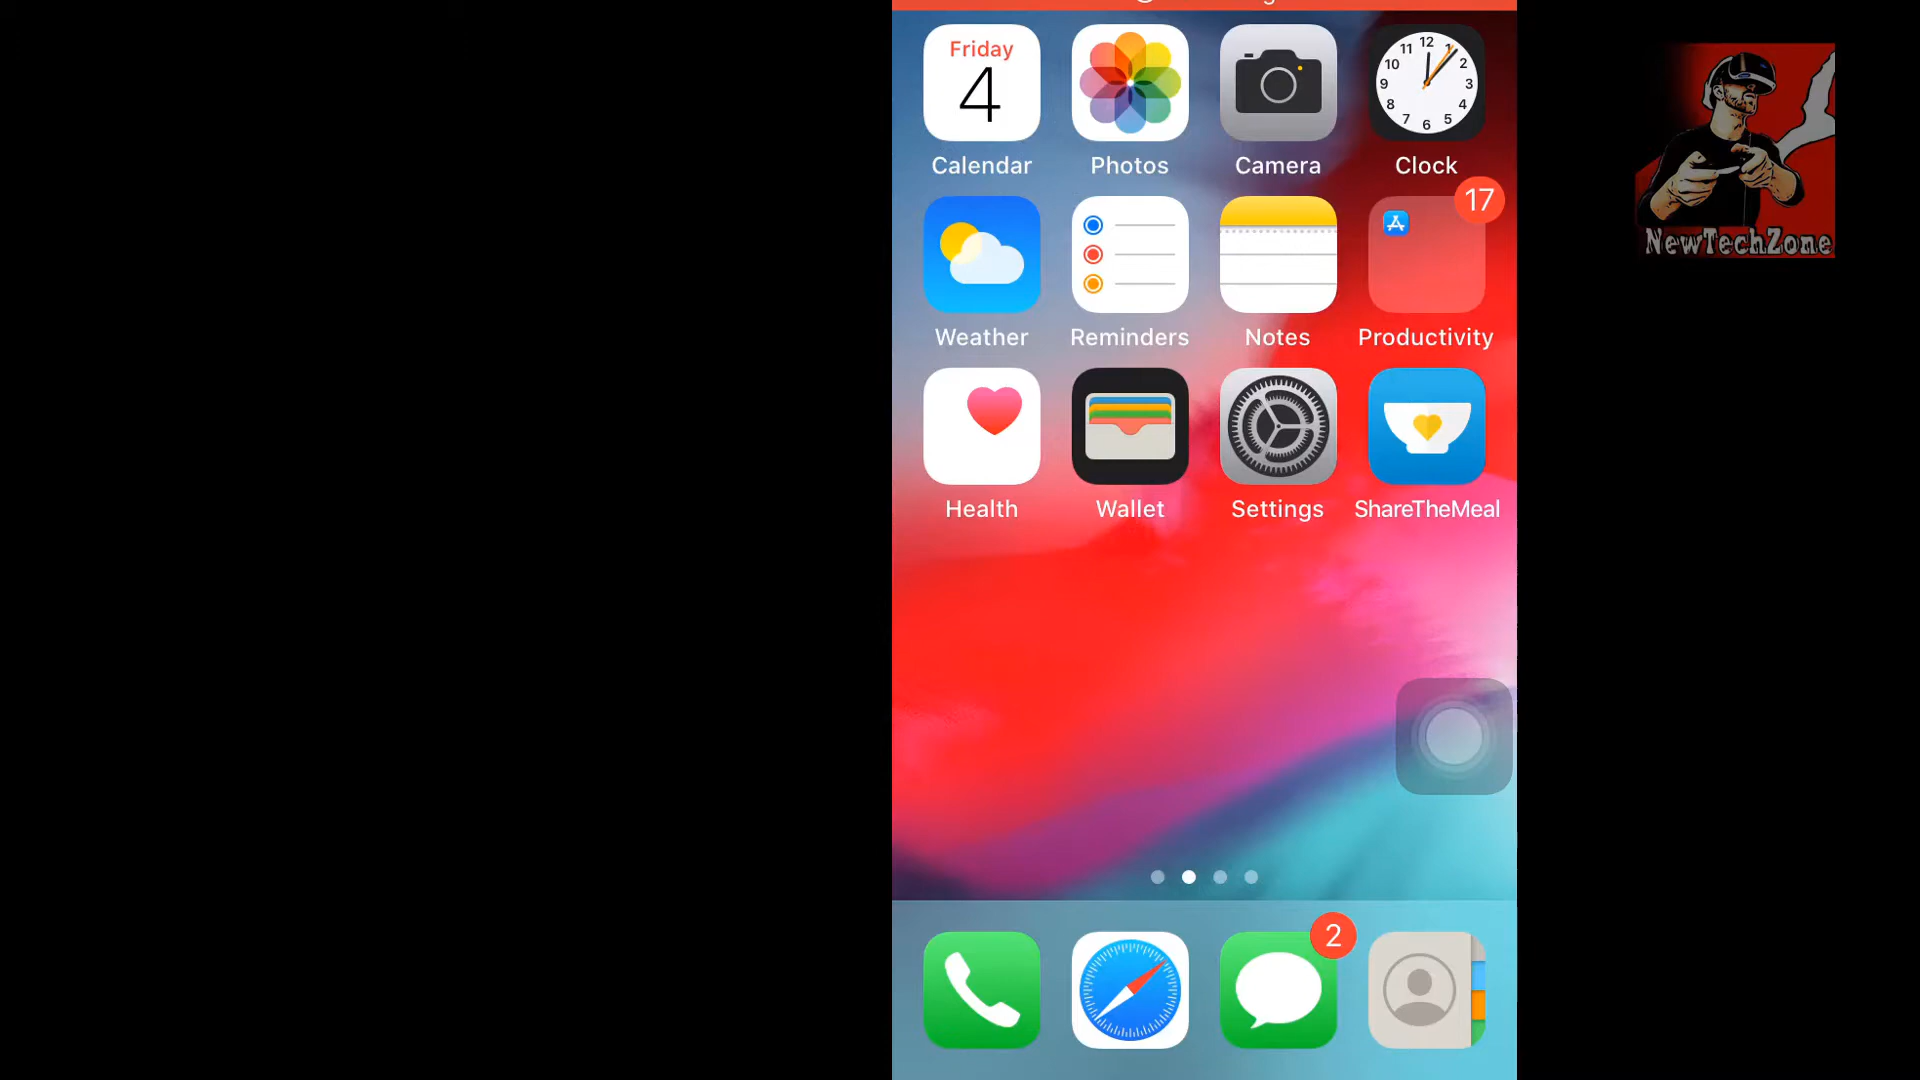 Friday
4
12
11 1
10 2
9 3
8 4
7 5
6
Calendar
Photos
Camera
Clock
17
Weather
Reminders
Notes
Productivity
Health
Wallet
Settings
ShareTheMeal
2
NewTechZone